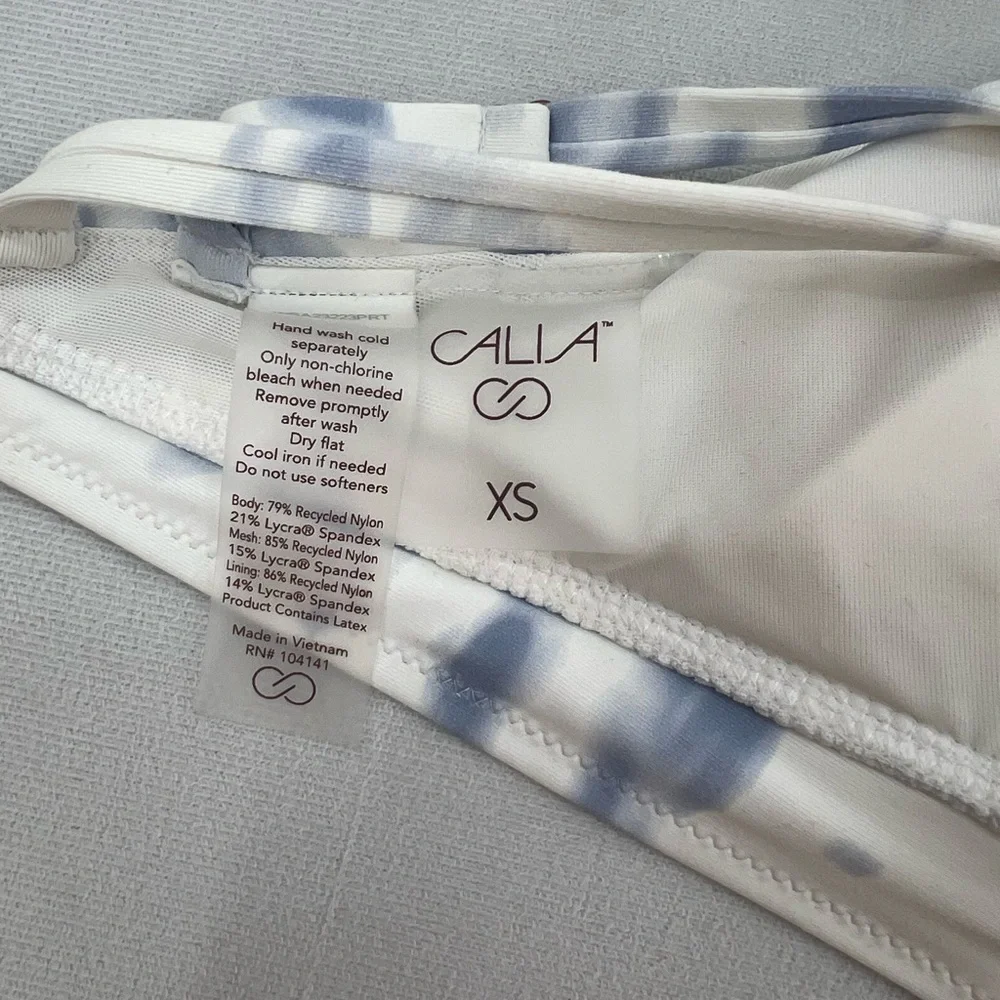 Hand wash cold
separately
Only non-chlorine
bleach when needed
Remove promptly
after wash
Dry flat
Cool iron if needed
Do not use softeners
Body: 79% Recycled Nylon
21% Lycra® Spandex
Mesh: 85% Recycled Nylon
15% Lycra® Spandex
Lining: 86% Recycled Nylon
14% Lycra® Spandex
Product Contains Latex
Made in Vietnam
RN# 104141
CALIA™
XS